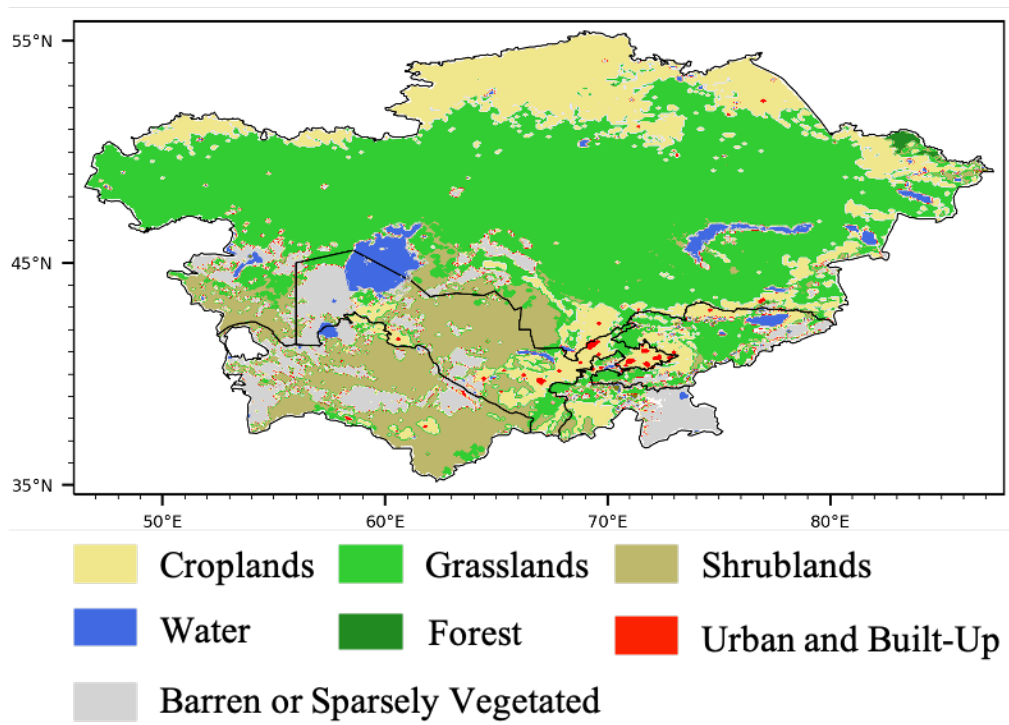 55°N
45°N
35°N
50°E 60°E 70°E 80°E
Croplands Grasslands Shrublands
Water Forest Urban and Built-Up
Barren or Sparsely Vegetated